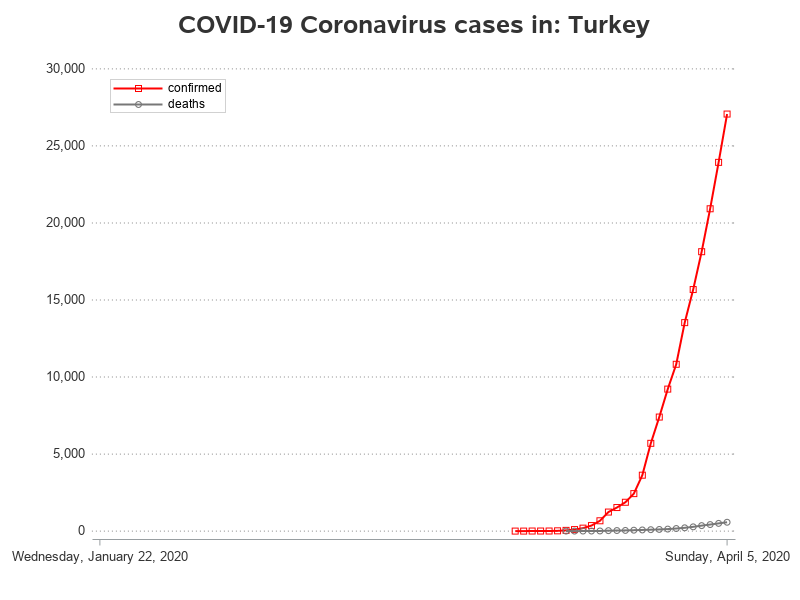 COVID-19 Coronavirus cases in: Turkey
30,000
confirmed
deaths
25,000
20,000
15,000
10,000
5,000
0
Wednesday, January 22, 2020
Sunday, April 5, 2020